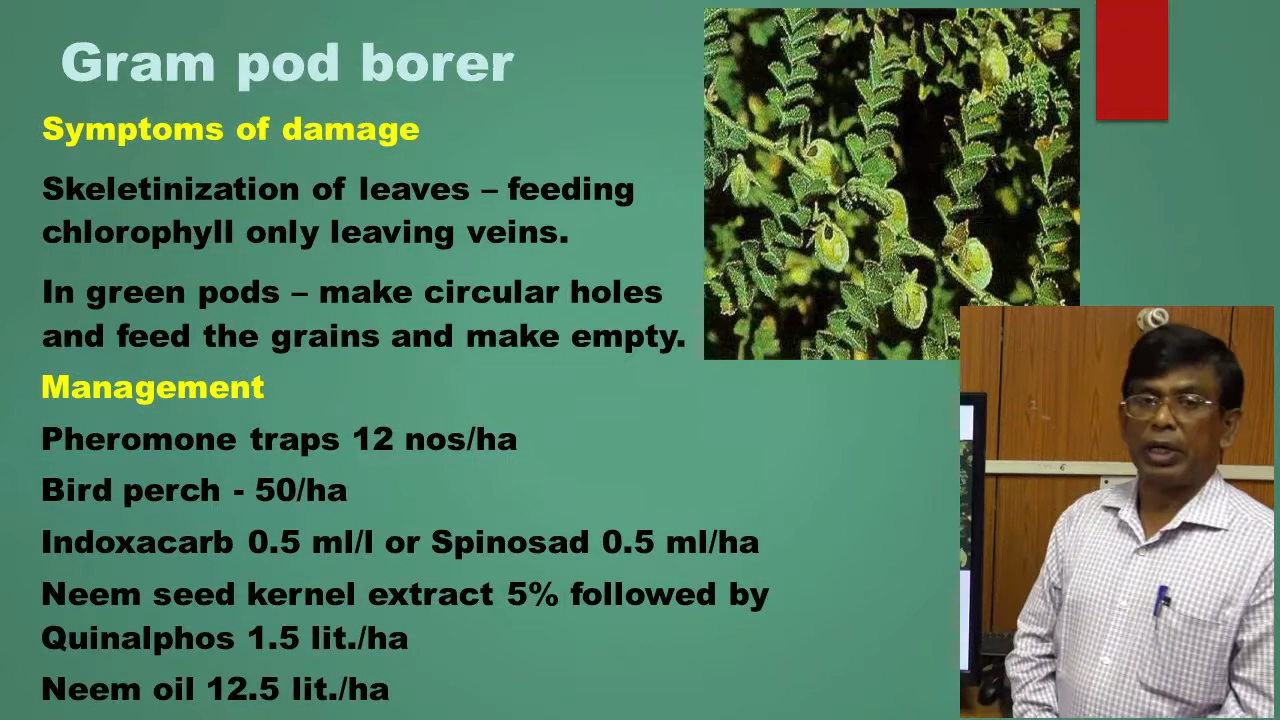 Gram pod borer
Symptoms of damage
Skeletinization of leaves – feeding
chlorophyll only leaving veins.
In green pods – make circular holes
and feed the grains and make empty.
Management
Pheromone traps 12 nos/ha
Bird perch - 50/ha
Indoxacarb 0.5 ml/l or Spinosad 0.5 ml/ha
Neem seed kernel extract 5% followed by
Quinalphos 1.5 lit./ha
Neem oil 12.5 lit./ha